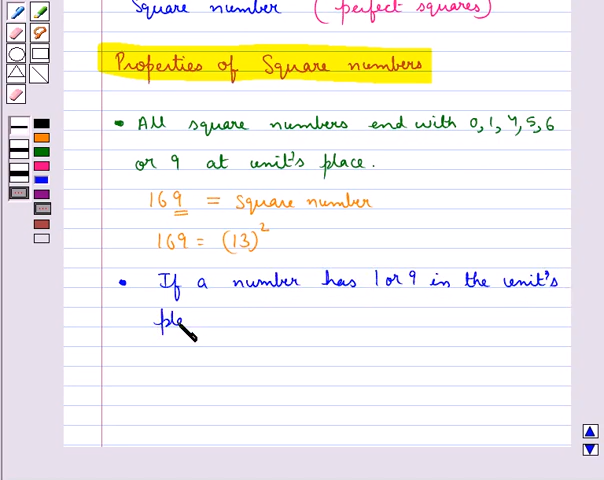 Square number (perfect squares)
Properties of Square numbers
• All square numbers end with 0, 1, 4, 5, 6
or 9 at unit's place.
169 = Square number
169 = (13)²
• If a number has 1 or 9 in the unit's
pla